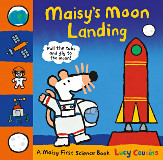 Maisy's Moon
Landing
Pull the tabs
and fly to
the moon!
A Maisy First Science Book Lucy Cousins